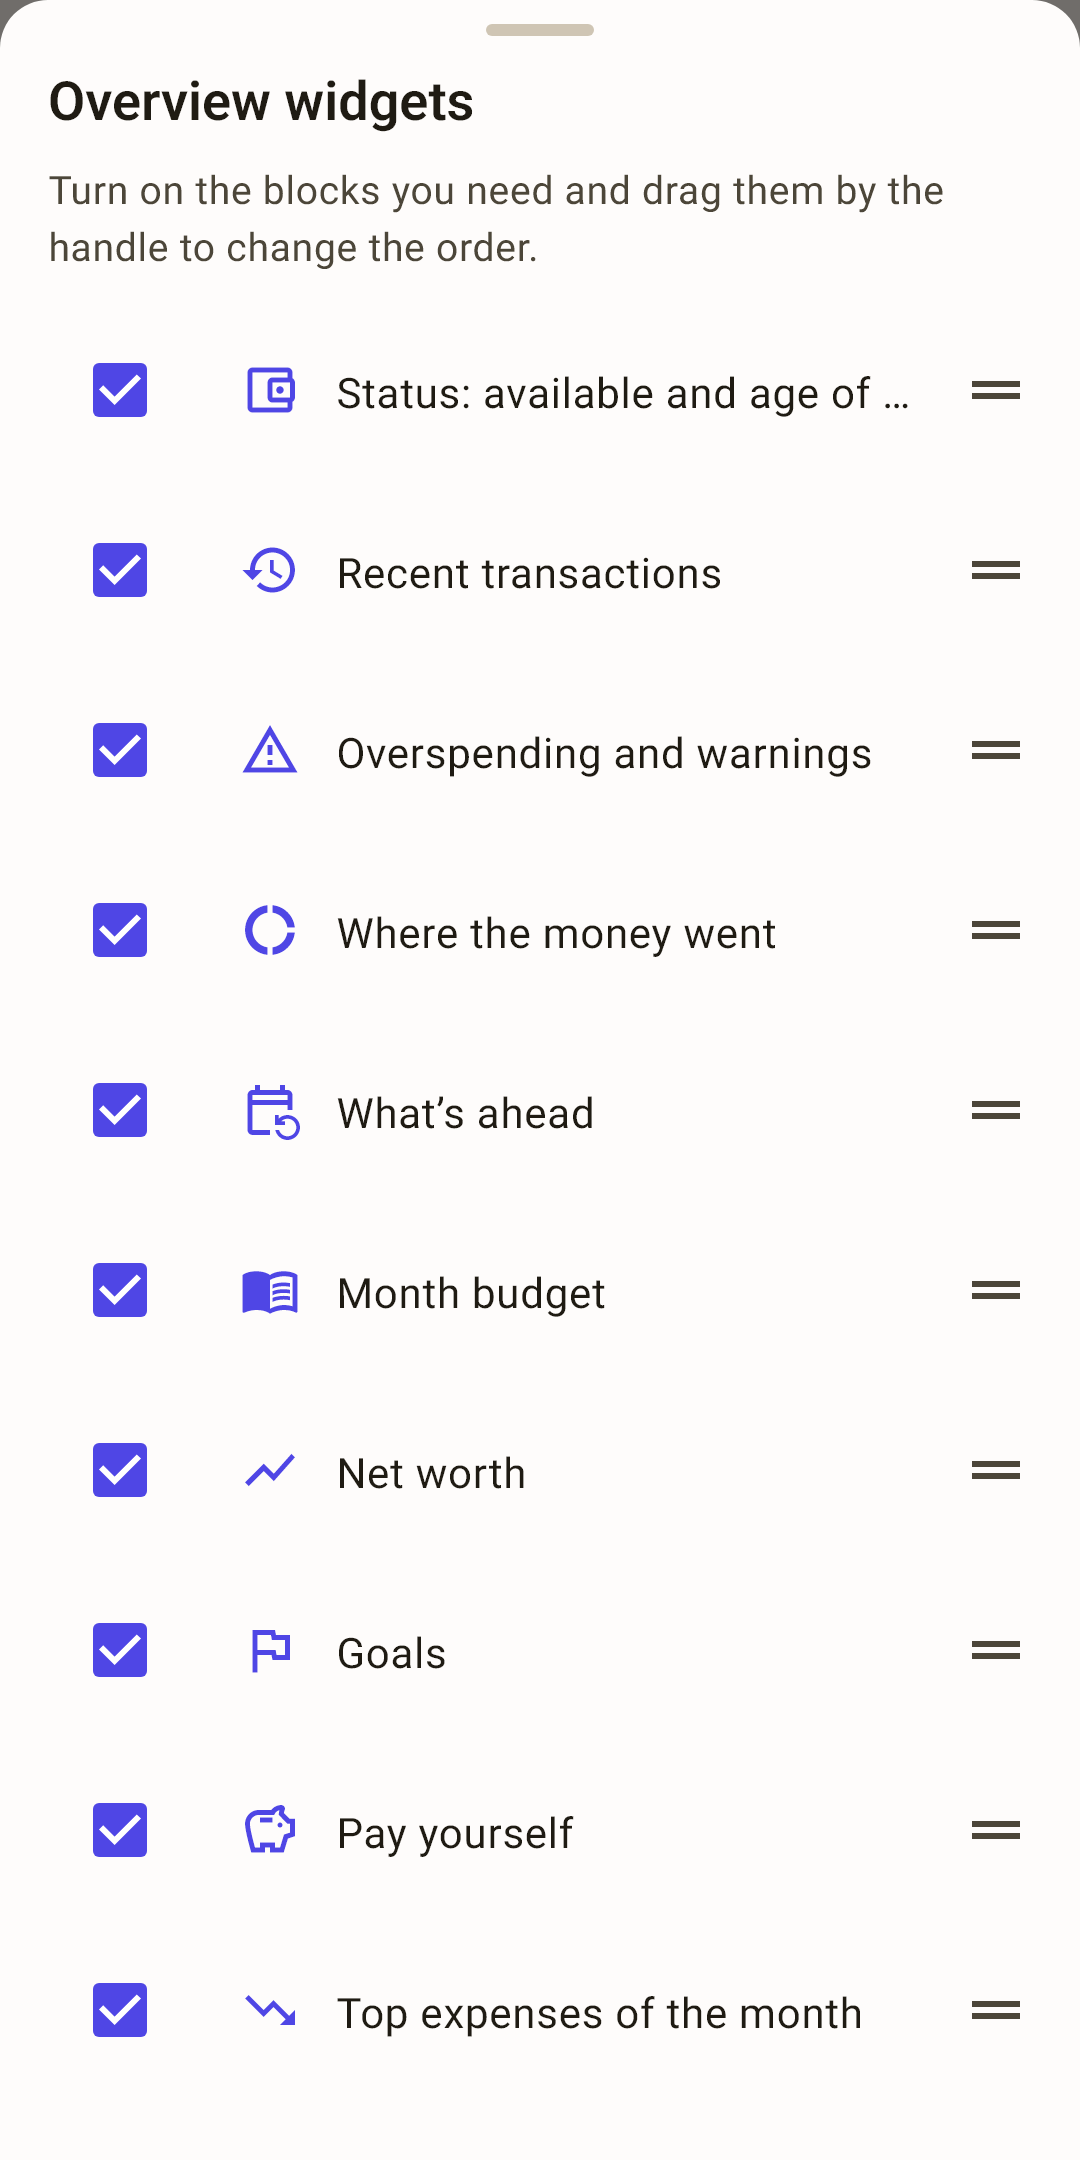 Overview widgets
Turn on the blocks you need and drag them by the
handle to change the order.
Status: available and age of …
Recent transactions
Overspending and warnings
Where the money went
What’s ahead
Month budget
Net worth
Goals
Pay yourself
Top expenses of the month